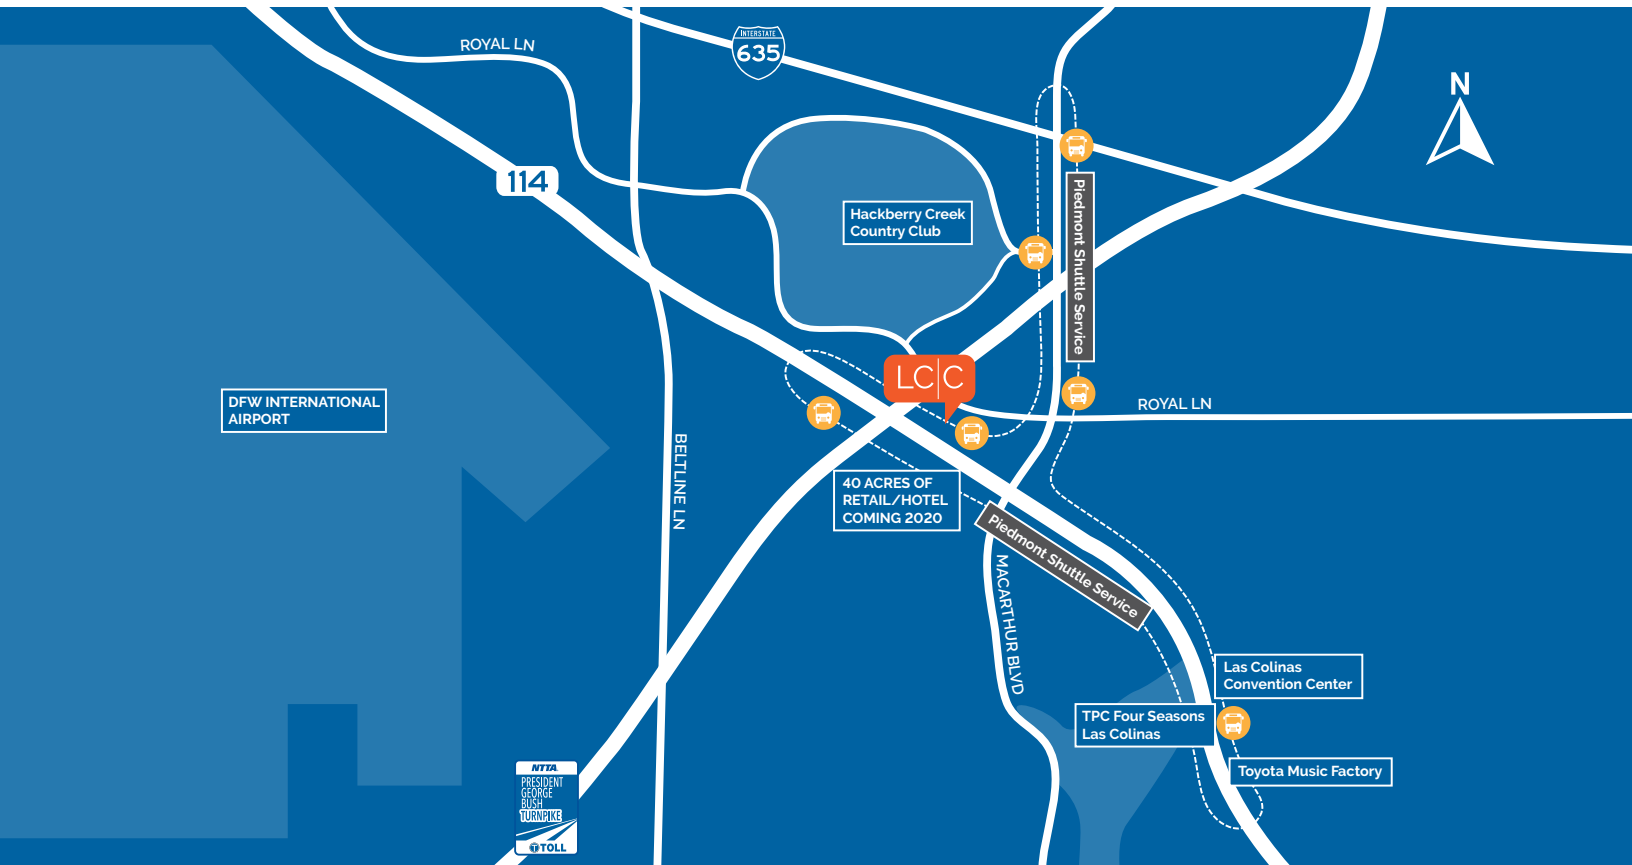 ROYAL LN
INTERSTATE
635
N
114
Hackberry Creek
Country Club
Piedmont Shuttle Service
LC|C
DFW INTERNATIONAL
AIRPORT
ROYAL LN
BELTLINE LN
40 ACRES OF
RETAIL/HOTEL
COMING 2020
Piedmont Shuttle Service
MACARTHUR BLVD
Las Colinas
Convention Center
TPC Four Seasons
Las Colinas
Toyota Music Factory
NTTA
PRESIDENT
GEORGE
BUSH
TURNPIKE
TOLL